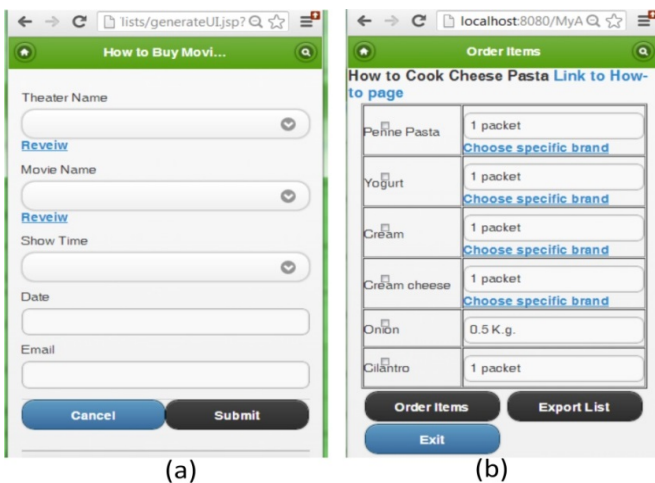 lists/generateUI.jsp?
How to Buy Movi...
Theater Name
Reveiw
Movie Name
Reveiw
Show Time
Date
Email
Cancel Submit
(a)
localhost:8080/MyA
Order Items
How to Cook Cheese Pasta Link to How-
to page
Penne Pasta 1 packet
Choose specific brand
Yogurt 1 packet
Choose specific brand
Cream 1 packet
Choose specific brand
Cream cheese 1 packet
Choose specific brand
Onion 0.5 K.g.
Cilantro 1 packet
Order Items Export List
Exit
(b)